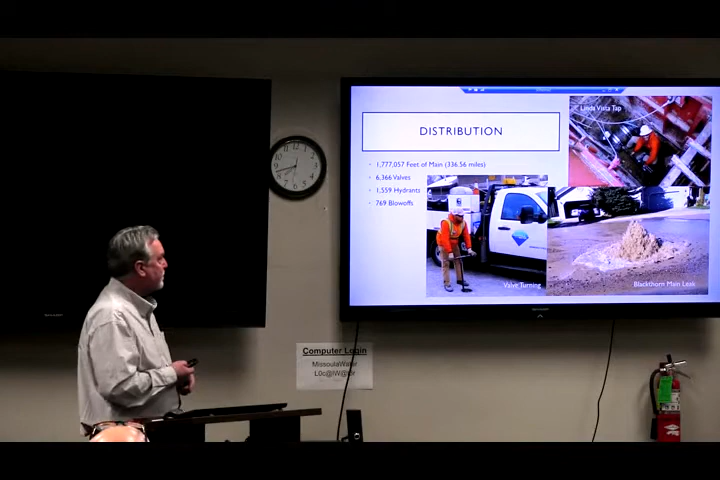 Linda Vista Tap
DISTRIBUTION
1,777,057 Feet of Main (336.56 miles)
6,366 Valves
1,559 Hydrants
769 Blowoffs
Valve Turning
Blackthorn Main Leak
Computer Login
MissoulaWater